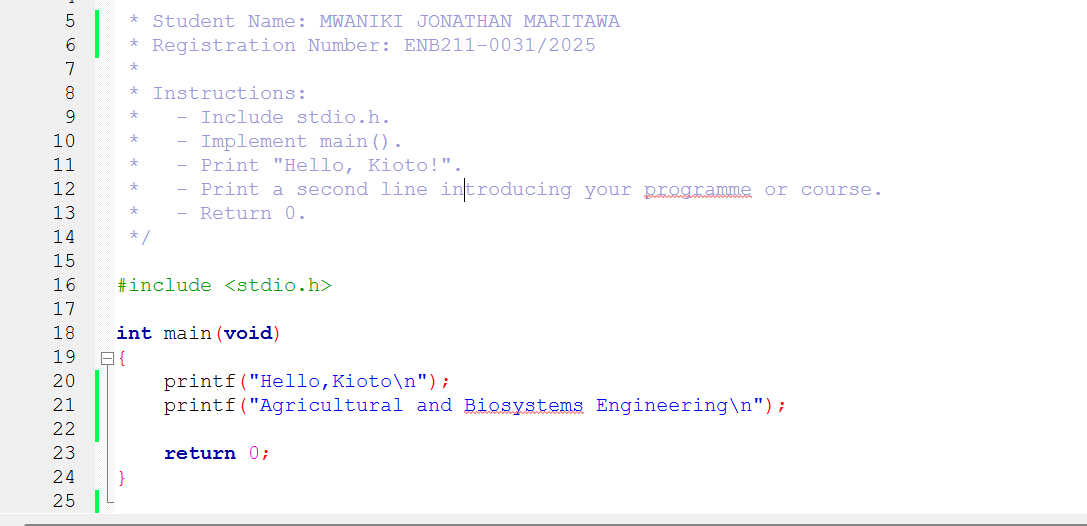 5 * Student Name: MWANIKI JONATHAN MARITAWA
6 * Registration Number: ENB211-0031/2025
7 *
8 * Instructions:
9 *   - Include stdio.h.
10 *   - Implement main().
11 *   - Print "Hello, Kioto!".
12 *   - Print a second line introducing your programme or course.
13 *   - Return 0.
14 */
15
16 #include <stdio.h>
17
18 int main(void)
19 {
20     printf("Hello,Kioto\n");
21     printf("Agricultural and Biosystems Engineering\n");
22
23     return 0;
24 }
25